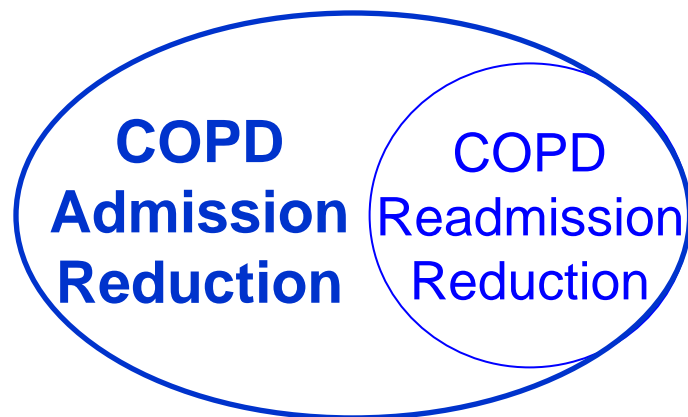 COPD
Admission
Reduction
COPD
Readmission
Reduction